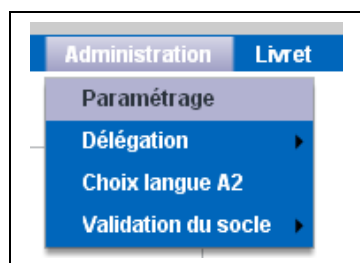 Administration Livret
Paramétrage
Délégation
Choix langue A2
Validation du socle